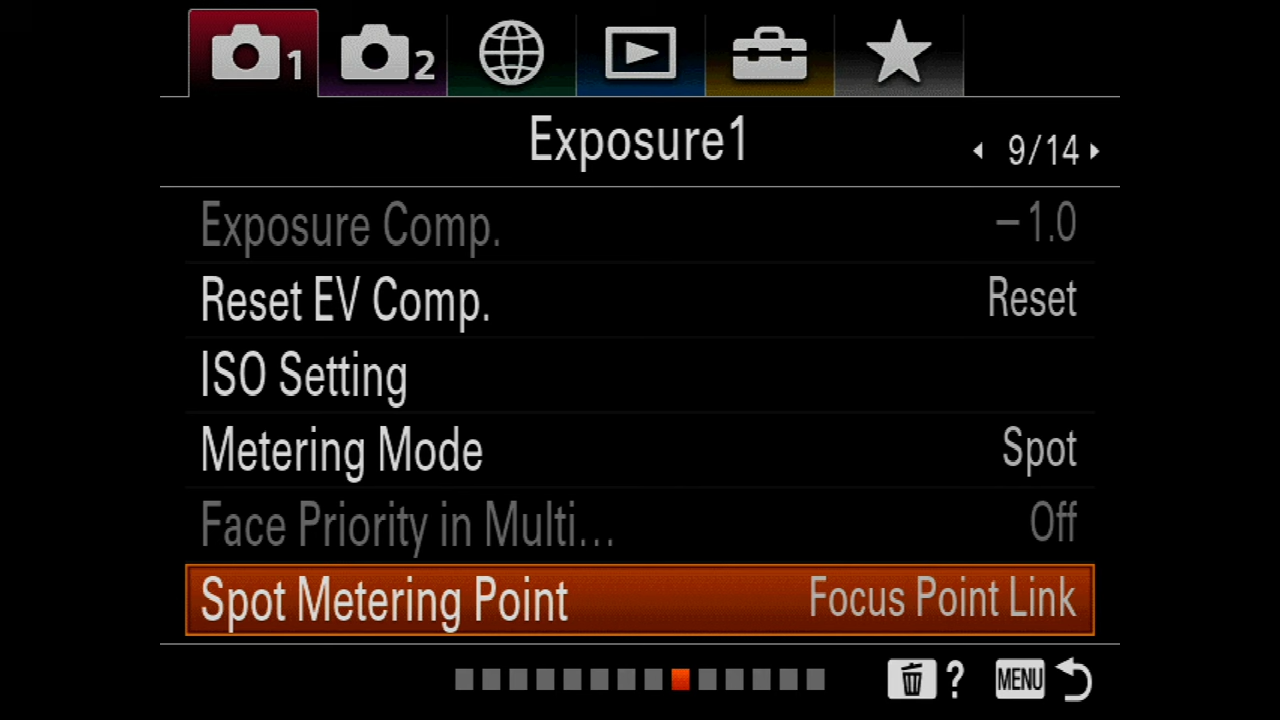 1 2
Exposure1 9/14
Exposure Comp. −1.0
Reset EV Comp. Reset
ISO Setting
Metering Mode Spot
Face Priority in Multi... Off
Spot Metering Point Focus Point Link
? MENU